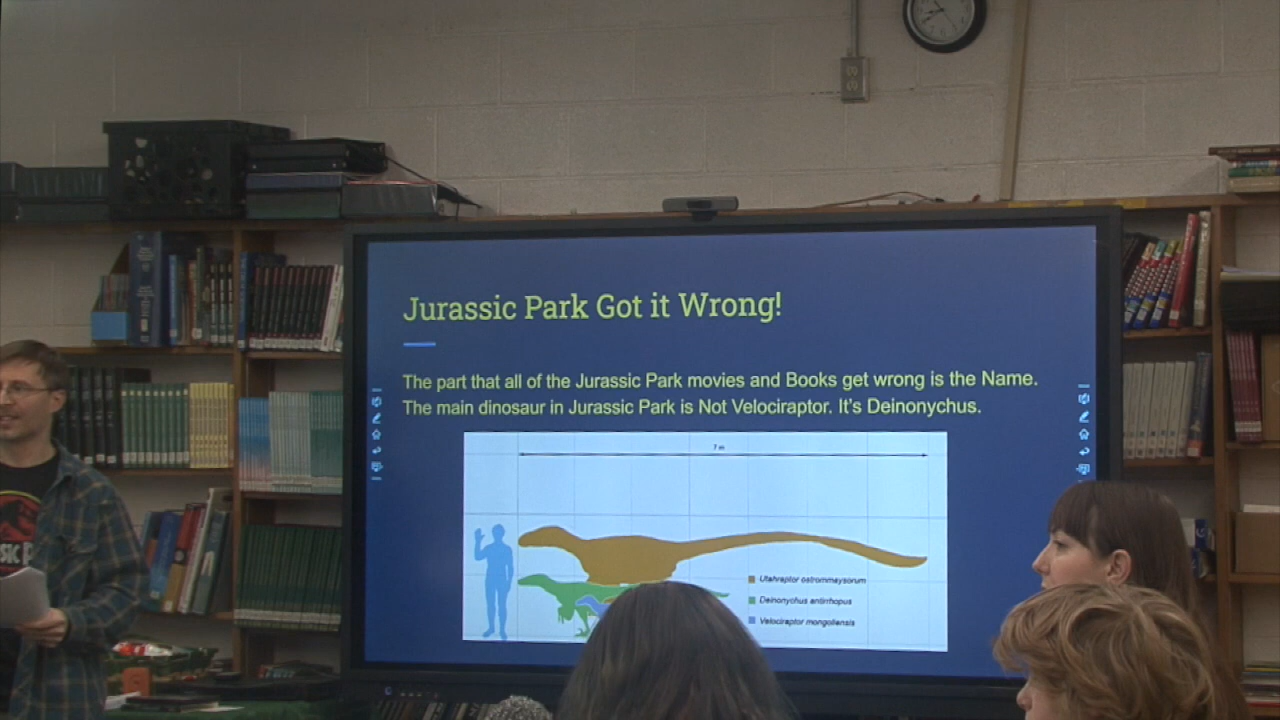 Jurassic Park Got it Wrong!
The part that all of the Jurassic Park movies and Books get wrong is the Name.
The main dinosaur in Jurassic Park is Not Velociraptor. It's Deinonychus.
7 m
Utahraptor ostrommaysorum
Deinonychus antirrhopus
Velociraptor mongoliensis